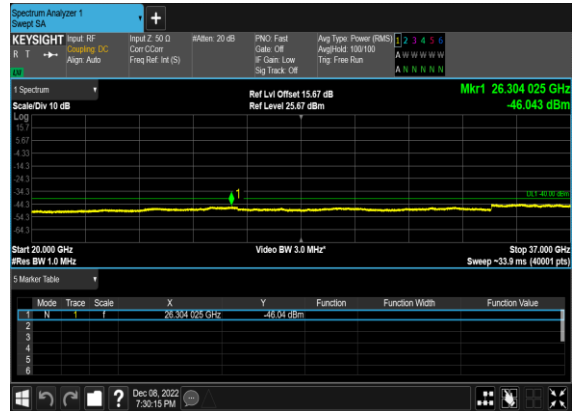 Spectrum Analyzer 1
Swept SA
+
KEYSIGHT Input: RF Input Z: 50 Ω #Atten: 20 dB PNO: Fast Avg Type: Power (RMS) 1 2 3 4 5 6
R T Coupling: DC Corr CCorr Gate: Off Avg|Hold: 100/100 A W W W W W
Align: Auto Freq Ref: Int (S) IF Gain: Low Trig: Free Run
Sig Track: Off A N N N N N
1 Spectrum Ref Lvl Offset 15.67 dB Mkr1 26.304 025 GHz
Scale/Div 10 dB Ref Level 25.67 dBm -46.043 dBm
Log
15.7
5.67
-4.33
-14.3
-24.3
-34.3 1 DL1 -40.00 dBm
-44.3
-54.3
-64.3
Start 20.000 GHz Video BW 3.0 MHz* Stop 37.000 GHz
#Res BW 1.0 MHz Sweep ~33.9 ms (40001 pts)
5 Marker Table
Mode Trace Scale X Y Function Function Width Function Value
1 N 1 f 26.304 025 GHz -46.04 dBm
2
3
4
5
6
? Dec 08, 2022
7:30:15 PM